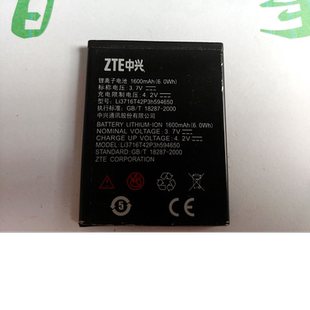 ZTE中兴
锂离子电池 1600mAh(6.0Wh)
标称电压: 3.7V
充电限制电压: 4.2V
型号: Li3716T42P3h594650
执行标准: GB/T 18287-2000
中兴通讯股份有限公司
BATTERY LITHIUM-ION 1600mAh(6.0Wh)
NOMINAL VOLTAGE: 3.7V
CHARGE UP VOLTAGE: 4.2V
MODEL: Li3716T42P3h594650
STANDARD: GB/T 18287-2000
ZTE CORPORATION
5